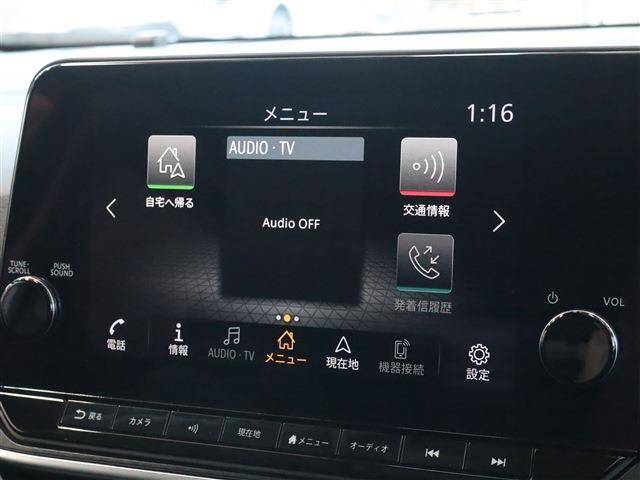 メニュー
1:16
自宅へ帰る
AUDIO・TV
Audio OFF
交通情報
発着信履歴
TUNE・
SCROLL
PUSH
SOUND
VOL
電話
情報
AUDIO・TV
メニュー
現在地
機器接続
設定
戻る
カメラ
現在地
メニュー
オーディオ